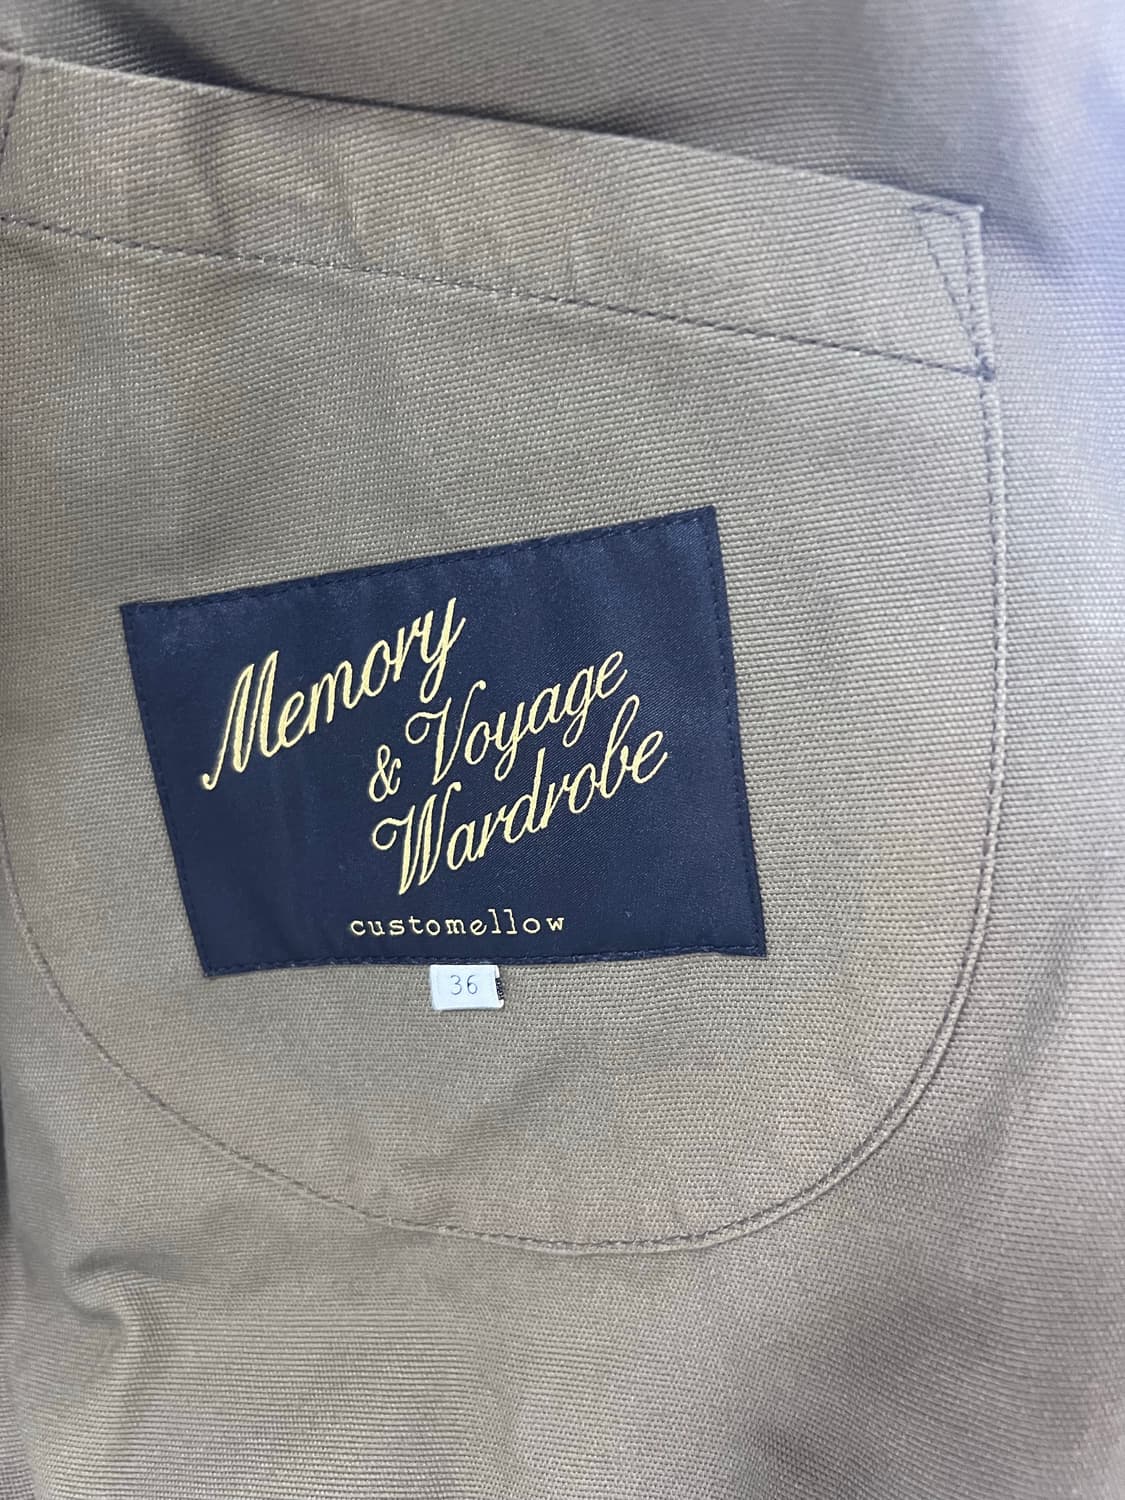 Memory
& Voyage
Wardrobe
customellow
36